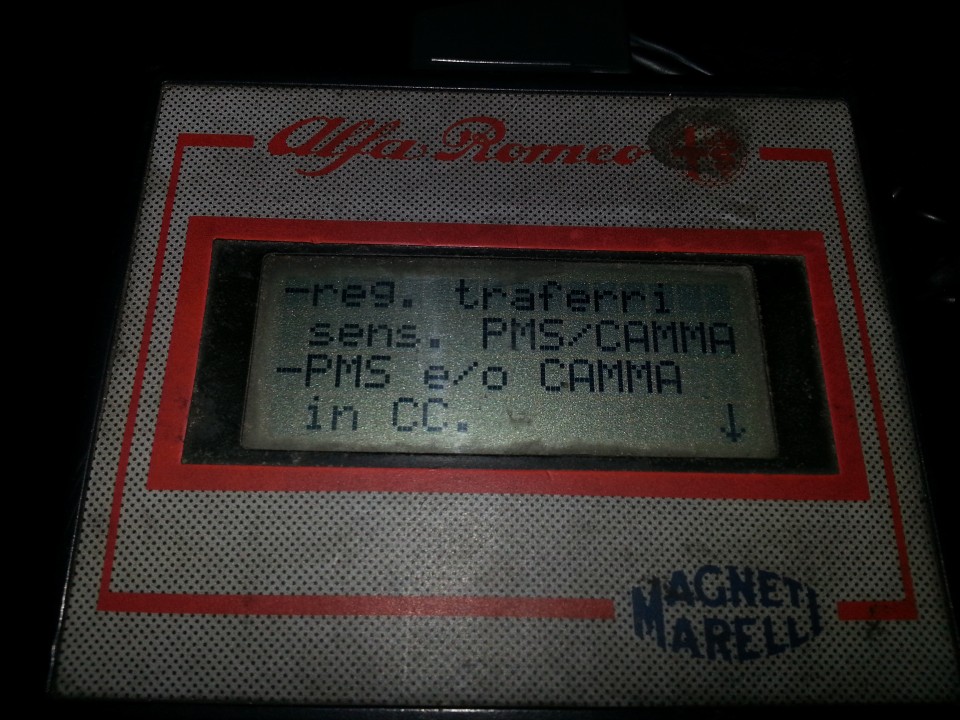 Alfa Romeo
-reg. traferri
sens. PMS/CAMMA
-PMS e/o CAMMA
in CC. ↓
MAGNETI
MARELLI